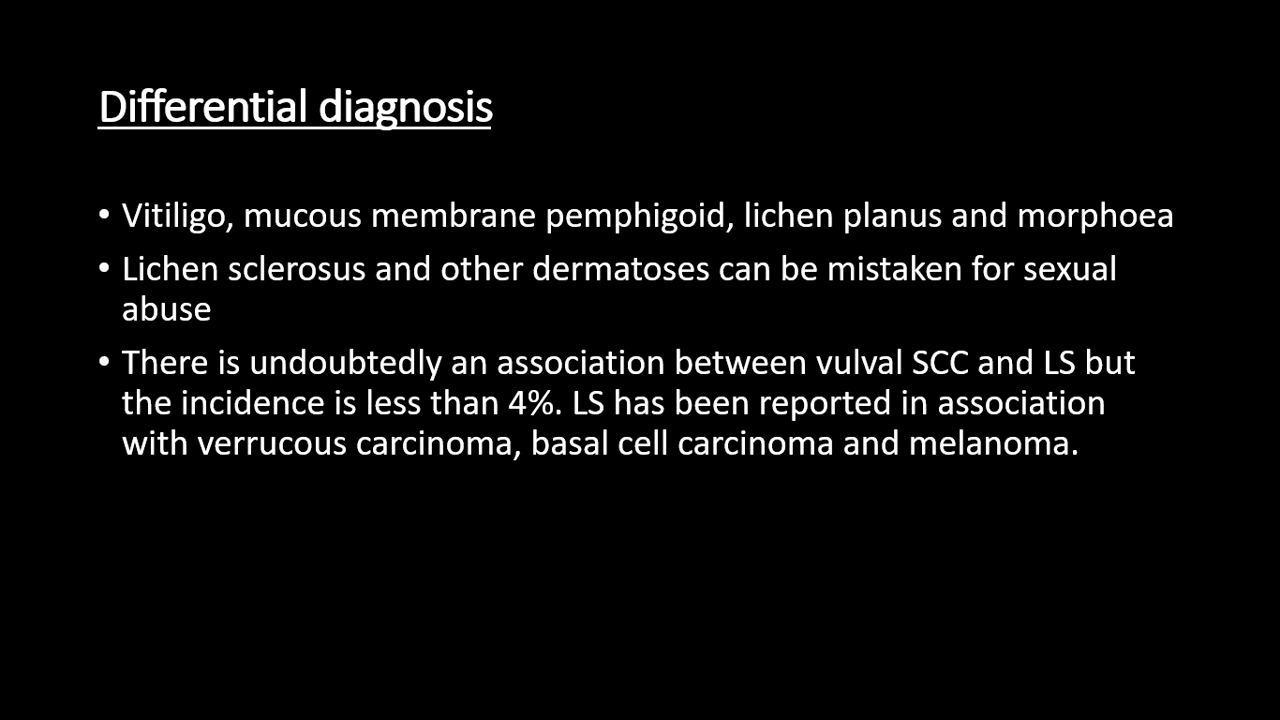 Differential diagnosis
• Vitiligo, mucous membrane pemphigoid, lichen planus and morphoea
• Lichen sclerosus and other dermatoses can be mistaken for sexual
abuse
• There is undoubtedly an association between vulval SCC and LS but
the incidence is less than 4%. LS has been reported in association
with verrucous carcinoma, basal cell carcinoma and melanoma.